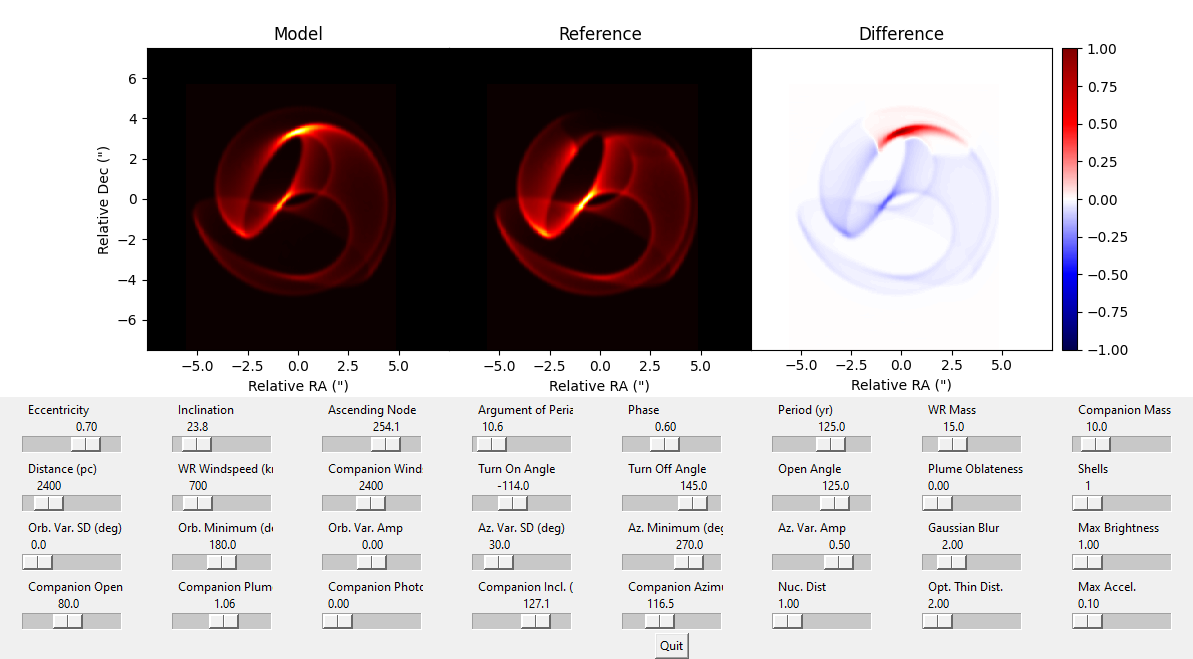 Model Reference Difference
1.00
6 0.75
4 0.50
2 0.25
0 0.00
−2 −0.25
−4 −0.50
−6 −0.75
−1.00
Relative Dec (")
−5.0 −2.5 0.0 2.5 5.0 −5.0 −2.5 0.0 2.5 5.0 −5.0 −2.5 0.0 2.5 5.0
Relative RA (") Relative RA (") Relative RA (")
Eccentricity Inclination Ascending Node Argument of Peria Phase Period (yr) WR Mass Companion Mass
0.70 23.8 254.1 10.6 0.60 125.0 15.0 10.0
Distance (pc) WR Windspeed (k Companion Wind Turn On Angle Turn Off Angle Open Angle Plume Oblateness Shells
2400 700 2400 -114.0 145.0 125.0 0.00 1
Orb. Var. SD (deg) Orb. Minimum (d Orb. Var. Amp Az. Var. SD (deg) Az. Minimum (deg Az. Var. Amp Gaussian Blur Max Brightness
0.0 180.0 0.00 30.0 270.0 0.50 2.00 1.00
Companion Open Companion Plum Companion Phot Companion Incl. ( Companion Azim Nuc. Dist Opt. Thin Dist. Max Accel.
80.0 1.06 0.00 127.1 116.5 1.00 2.00 0.10
Quit